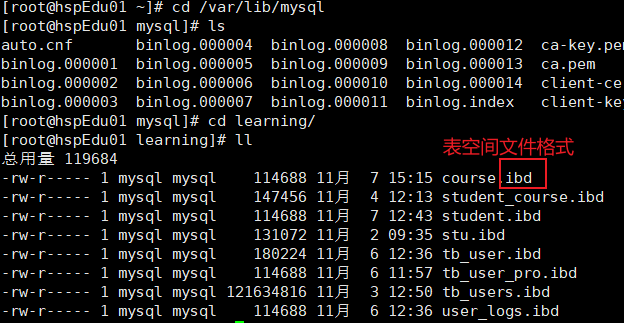 [root@hspEdu01 ~]# cd /var/lib/mysql
[root@hspEdu01 mysql]# ls
auto.cnf binlog.000004 binlog.000008 binlog.000012 ca-key.pem
binlog.000001 binlog.000005 binlog.000009 binlog.000013 ca.pem
binlog.000002 binlog.000006 binlog.000010 binlog.000014 client-ce
binlog.000003 binlog.000007 binlog.000011 binlog.index client-key
[root@hspEdu01 mysql]# cd learning/
[root@hspEdu01 learning]# ll
表空间文件格式
总用量 119684
-rw-r----- 1 mysql mysql 114688 11月 7 15:15 course.ibd
-rw-r----- 1 mysql mysql 147456 11月 4 12:13 student_course.ibd
-rw-r----- 1 mysql mysql 114688 11月 7 12:43 student.ibd
-rw-r----- 1 mysql mysql 131072 11月 2 09:35 stu.ibd
-rw-r----- 1 mysql mysql 180224 11月 6 12:36 tb_user.ibd
-rw-r----- 1 mysql mysql 114688 11月 6 11:57 tb_user_pro.ibd
-rw-r----- 1 mysql mysql 121634816 11月 3 12:50 tb_users.ibd
-rw-r----- 1 mysql mysql 114688 11月 6 12:36 user_logs.ibd